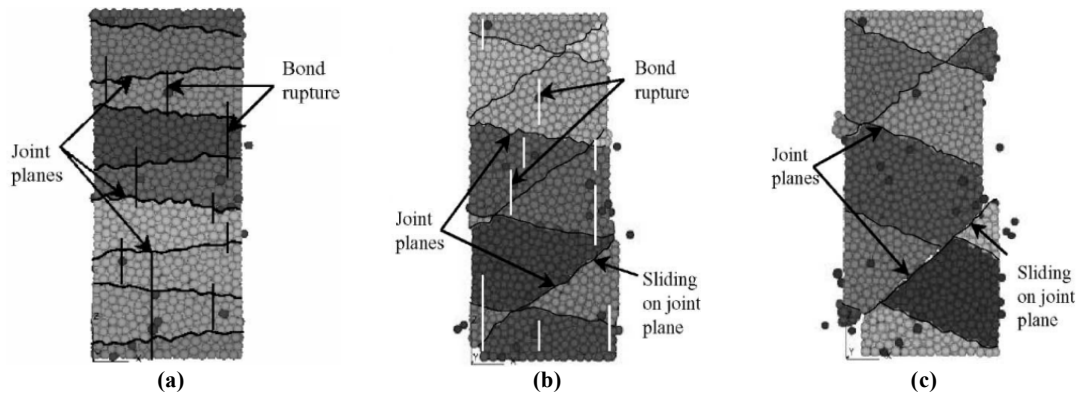 Bond
rupture
Joint
planes
(a)
Bond
rupture
Joint
planes
Sliding
on joint
plane
(b)
Joint
planes
Sliding
on joint
plane
(c)